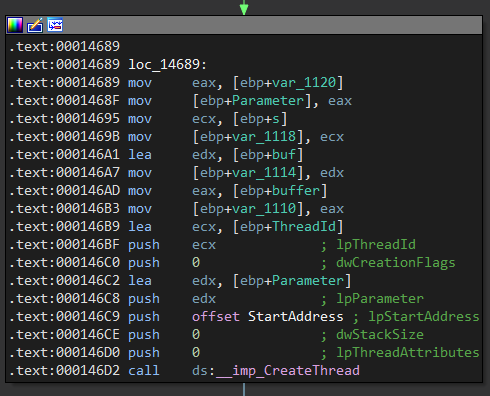 .text:00014689
.text:00014689 loc_14689:
.text:00014689 mov     eax, [ebp+var_1120]
.text:0001468F mov     [ebp+Parameter], eax
.text:00014695 mov     ecx, [ebp+s]
.text:0001469B mov     [ebp+var_1118], ecx
.text:000146A1 lea     edx, [ebp+buf]
.text:000146A7 mov     [ebp+var_1114], edx
.text:000146AD mov     eax, [ebp+buffer]
.text:000146B3 mov     [ebp+var_1110], eax
.text:000146B9 lea     ecx, [ebp+ThreadId]
.text:000146BF push    ecx             ; lpThreadId
.text:000146C0 push    0               ; dwCreationFlags
.text:000146C2 lea     edx, [ebp+Parameter]
.text:000146C8 push    edx             ; lpParameter
.text:000146C9 push    offset StartAddress ; lpStartAddress
.text:000146CE push    0               ; dwStackSize
.text:000146D0 push    0               ; lpThreadAttributes
.text:000146D2 call    ds:__imp_CreateThread